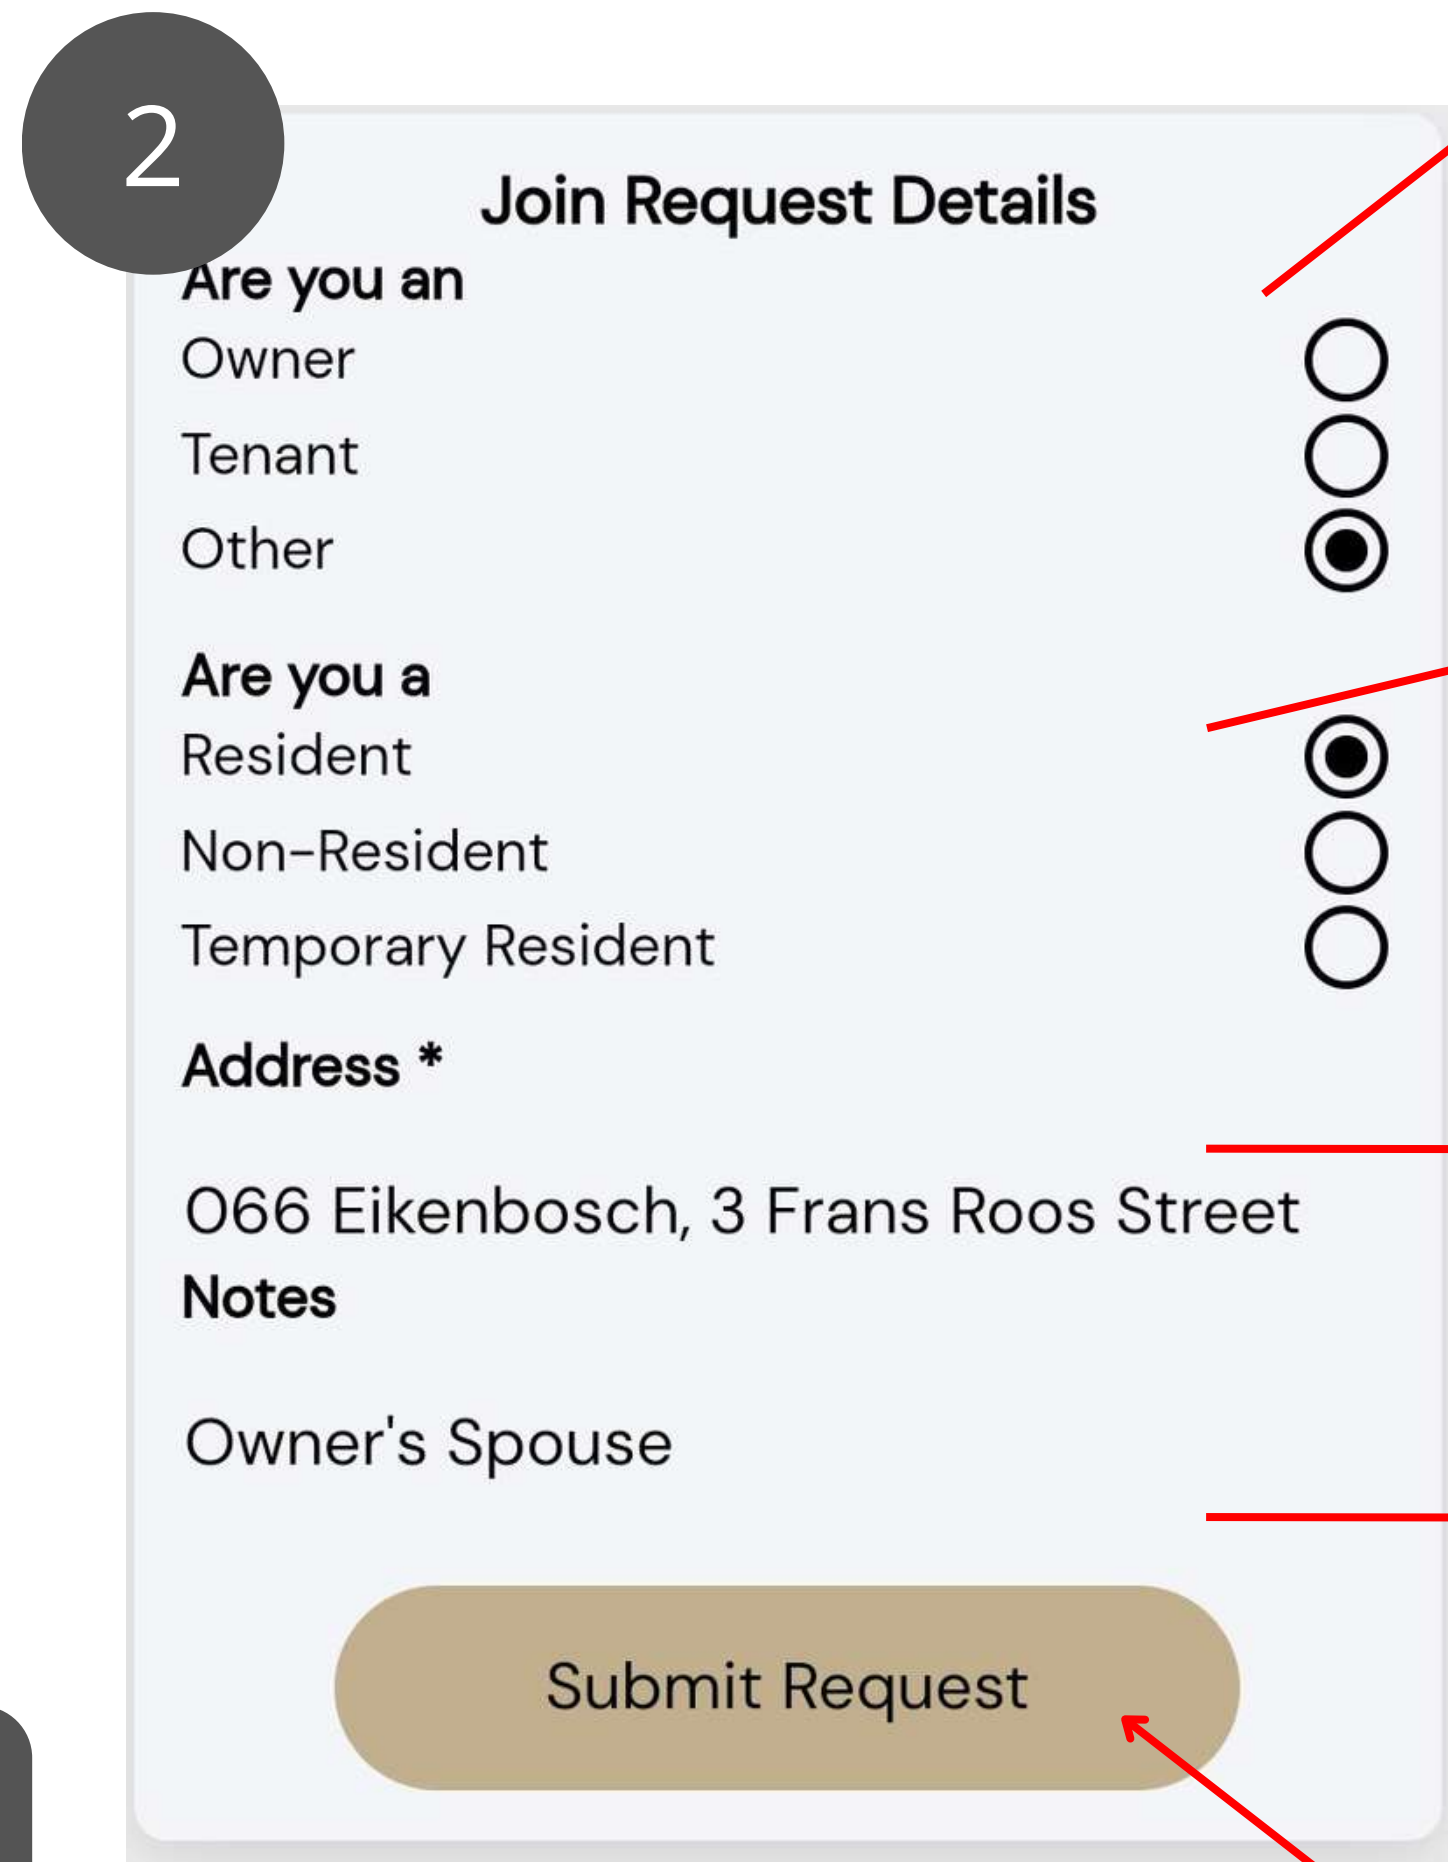 2
Join Request Details
Are you an
Owner
Tenant
Other
Are you a
Resident
Non-Resident
Temporary Resident
Address *
066 Eikenbosch, 3 Frans Roos Street
Notes
Owner's Spouse
Submit Request